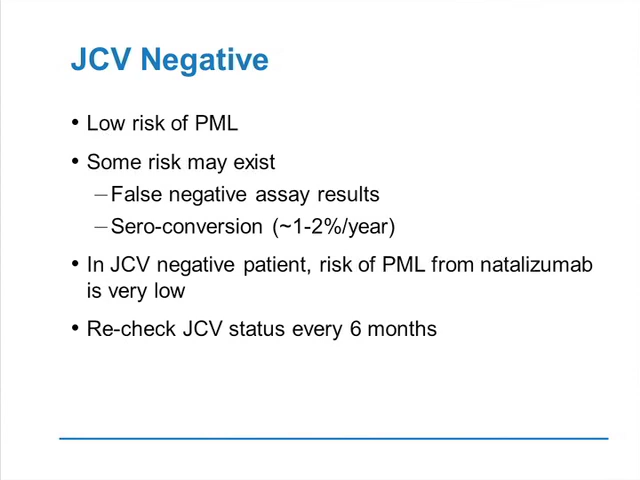 JCV Negative
• Low risk of PML
• Some risk may exist
–False negative assay results
–Sero-conversion (~1-2%/year)
• In JCV negative patient, risk of PML from natalizumab
is very low
• Re-check JCV status every 6 months